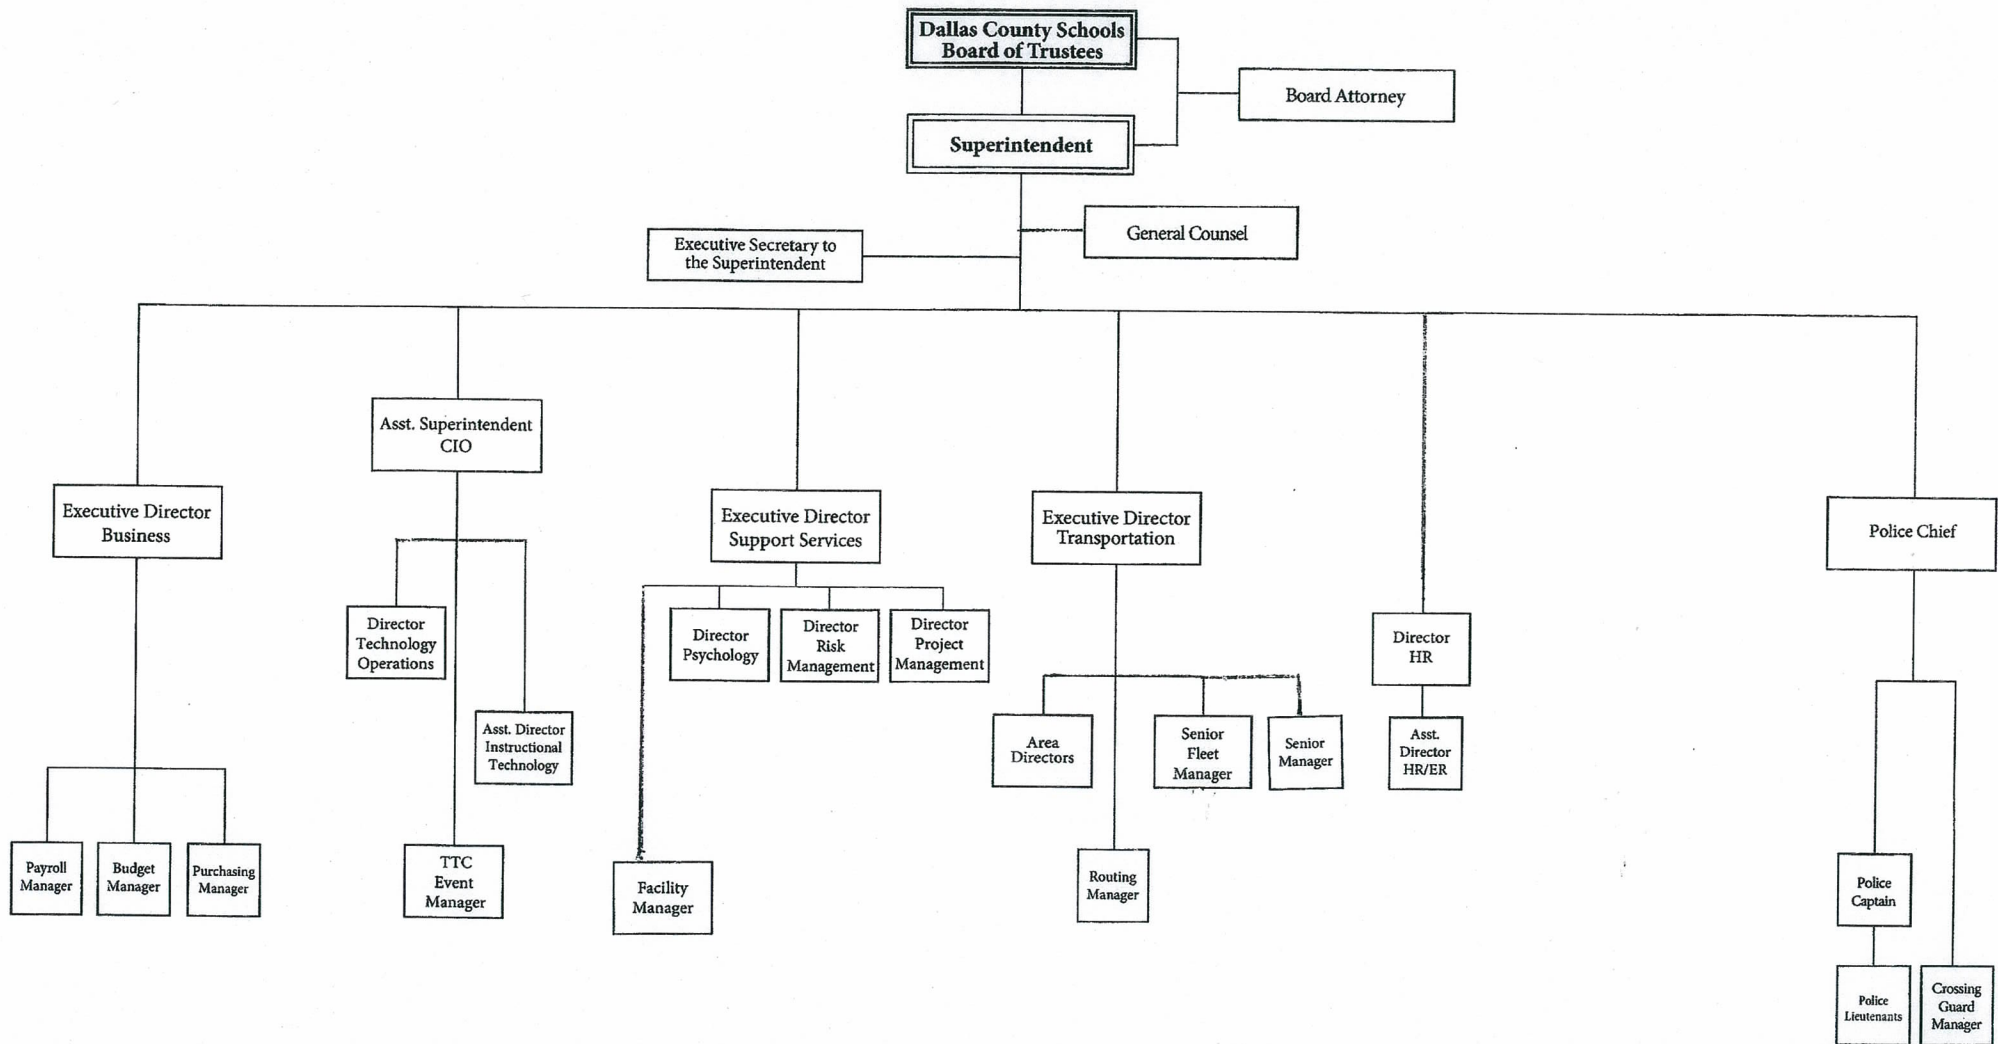 Dallas County Schools
Board of Trustees
Board Attorney
Superintendent
General Counsel
Executive Secretary to
the Superintendent
Asst. Superintendent
CIO
Executive Director
Business
Executive Director
Support Services
Executive Director
Transportation
Police Chief
Director
Technology
Operations
Director
Psychology
Director
Risk
Management
Director
Project
Management
Director
HR
Asst. Director
Instructional
Technology
Area
Directors
Senior
Fleet
Manager
Senior
Manager
Asst.
Director
HR/ER
Payroll
Manager
Budget
Manager
Purchasing
Manager
TTC
Event
Manager
Facility
Manager
Routing
Manager
Police
Captain
Police
Lieutenants
Crossing
Guard
Manager